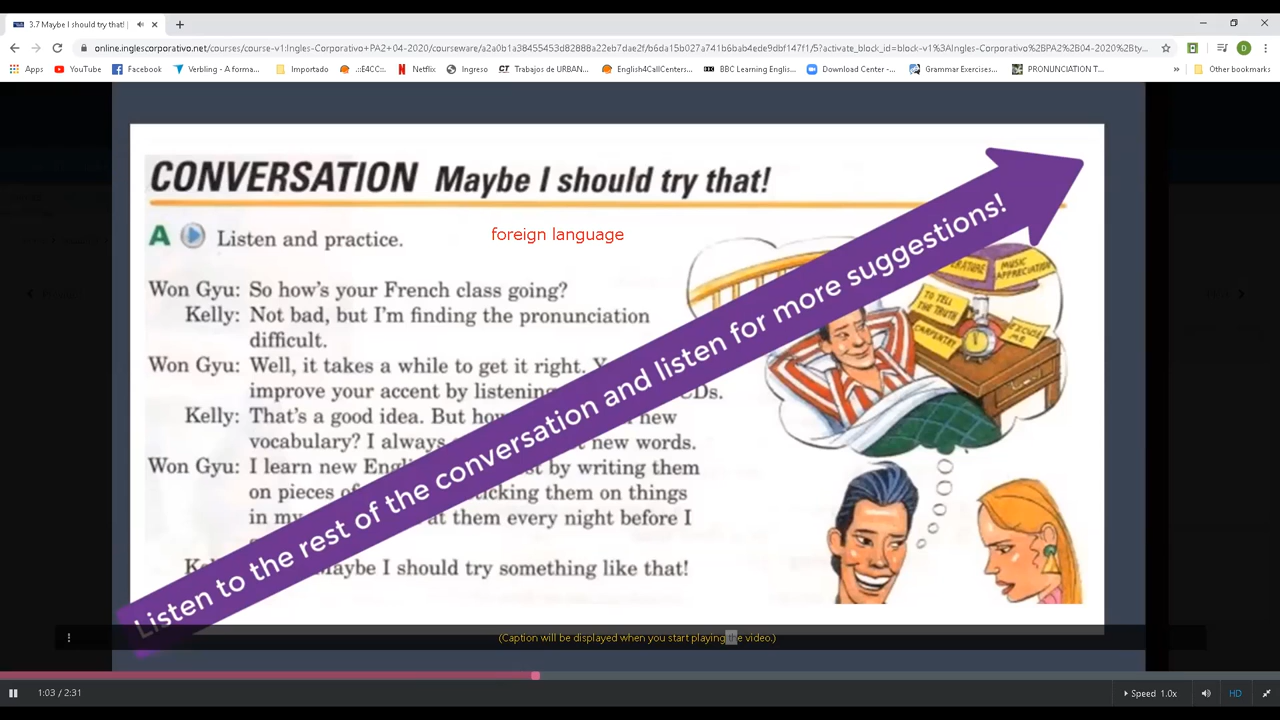 3.7 Maybe I should try that! |
online.inglescorporativo.net/courses/course-v1:Ingles-Corporativo+PA2+04-2020/courseware/a2a0b1a38455453d82888a22eb7dae2f/b6da15b027a741b6bab4ede9dbf147f1/5?activate_block_id=block-v1%3AIngles-Corporativo%2BPA2%2B04-2020%2Bty...
D
Apps YouTube Facebook Verbling - A forma... Importado .:::E4CC::. Netflix Ingreso Trabajos de URBAN... English4CallCenters... BBC Learning Englis... Download Center -... Grammar Exercises... PRONUNCIATION T... » Other bookmarks
CONVERSATION Maybe I should try that!
A Listen and practice.
foreign language
Won Gyu: So how's your French class going?
Kelly: Not bad, but I'm finding the pronunciation
difficult.
Won Gyu: Well, it takes a while to get it right.
improve your accent by listening
Kelly: That's a good idea. But how new
vocabulary? I always new words.
Won Gyu: I learn new by writing them
on pieces sticking them on things
in my at them every night before I
Maybe I should try something like that!
MUSIC APPRECIATION
TO TELL THE TRUTH
CARPENTRY
EXCUSE ME
Listen to the rest of the conversation and listen for more suggestions!
(Caption will be displayed when you start playing the video.)
1:03 / 2:31
Speed 1.0x
HD